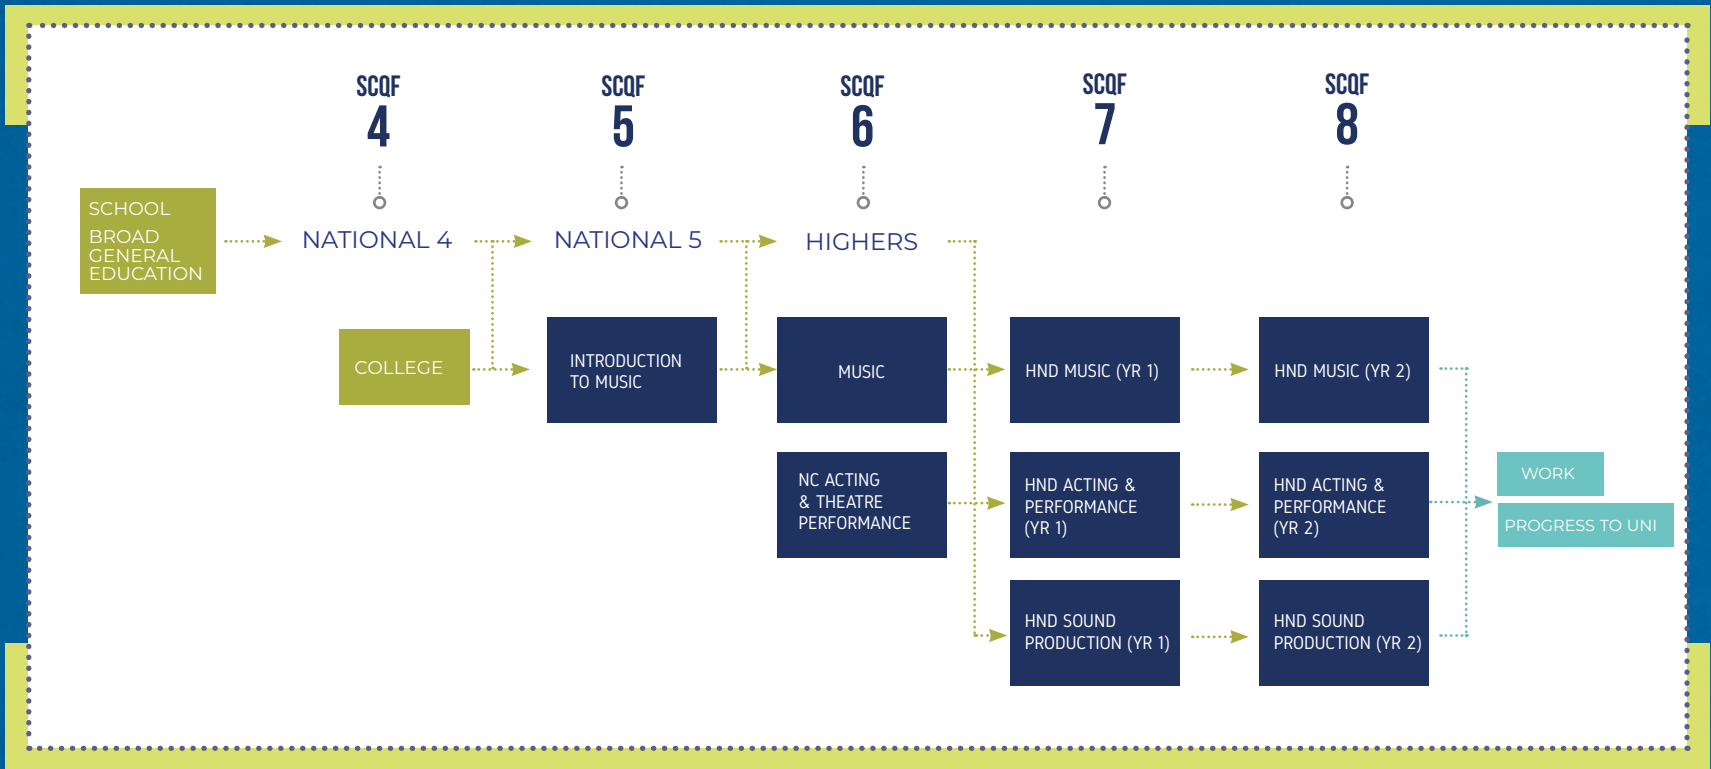 SCQF
4
SCQF
5
SCQF
6
SCQF
7
SCQF
8
SCHOOL
BROAD
GENERAL
EDUCATION
NATIONAL 4
NATIONAL 5
HIGHERS
COLLEGE
INTRODUCTION
TO MUSIC
MUSIC
HND MUSIC (YR 1)
HND MUSIC (YR 2)
NC ACTING
& THEATRE
PERFORMANCE
HND ACTING &
PERFORMANCE
(YR 1)
HND ACTING &
PERFORMANCE
(YR 2)
WORK
PROGRESS TO UNI
HND SOUND
PRODUCTION (YR 1)
HND SOUND
PRODUCTION (YR 2)